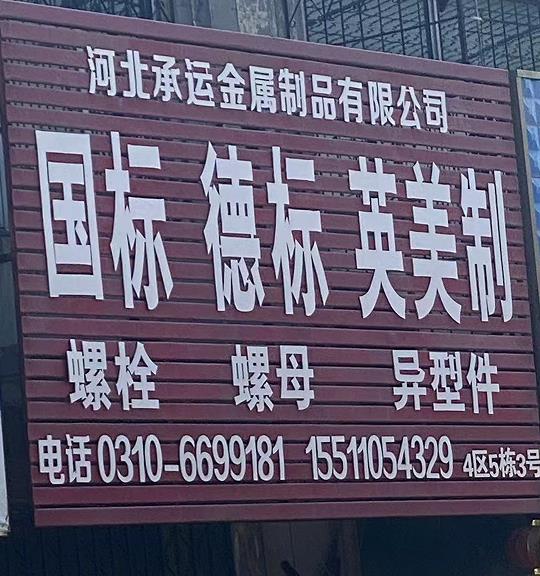 河北承运金属制品有限公司
国标 德标 英美制
螺栓 螺母 异型件
电话 0310-6699181 15511054329 4区5栋3号